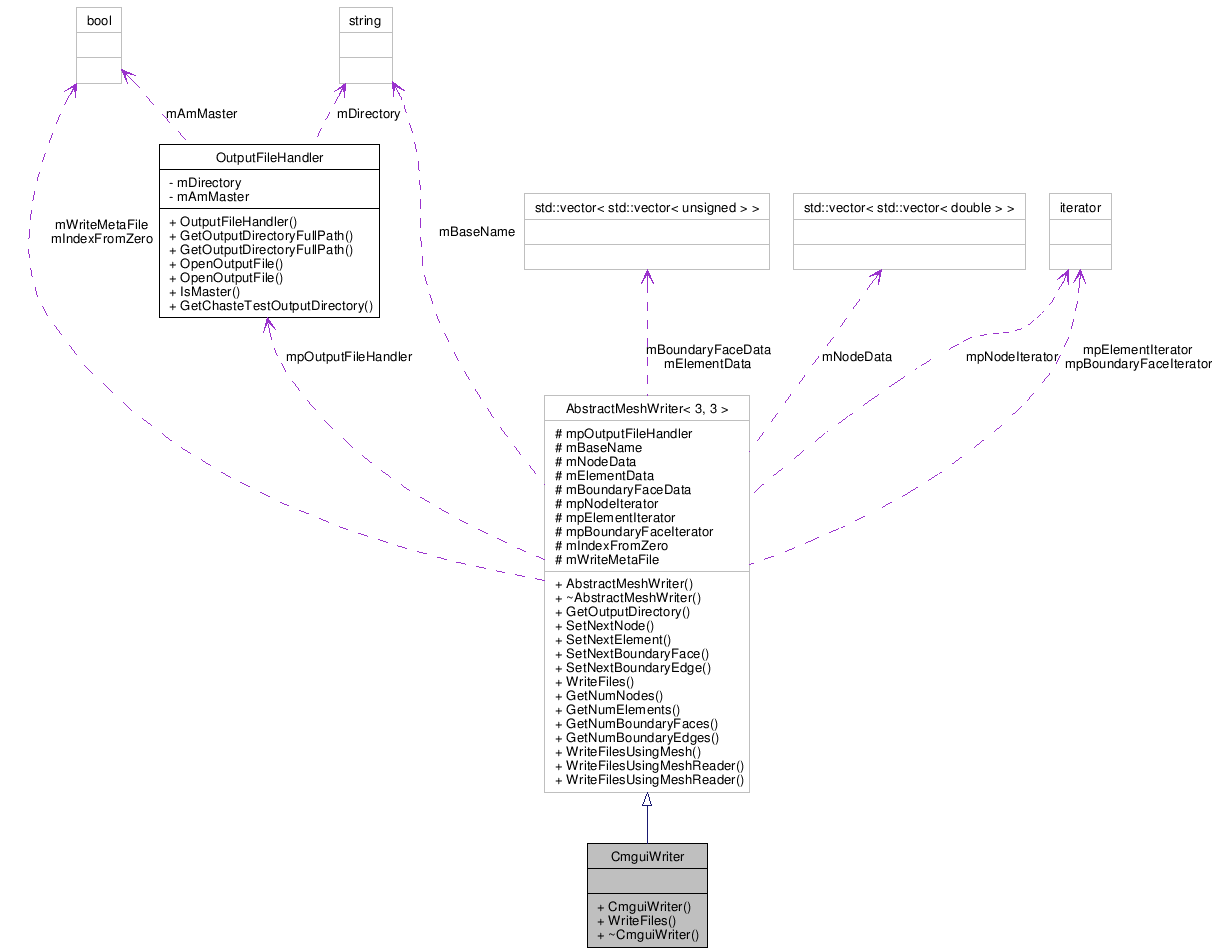 bool
string
mAmMaster
mDirectory
OutputFileHandler
- mDirectory
- mAmMaster
+ OutputFileHandler()
+ GetOutputDirectoryFullPath()
+ GetOutputDirectoryFullPath()
+ OpenOutputFile()
+ OpenOutputFile()
+ IsMaster()
+ GetChasteTestOutputDirectory()
mWriteMetaFile
mIndexFromZero
mBaseName
std::vector< std::vector< unsigned > >
std::vector< std::vector< double > >
iterator
mpOutputFileHandler
mBoundaryFaceData
mElementData
mNodeData
mpNodeIterator
mpElementIterator
mpBoundaryFaceIterator
AbstractMeshWriter< 3, 3 >
# mpOutputFileHandler
# mBaseName
# mNodeData
# mElementData
# mBoundaryFaceData
# mpNodeIterator
# mpElementIterator
# mpBoundaryFaceIterator
# mIndexFromZero
# mWriteMetaFile
+ AbstractMeshWriter()
+ ~AbstractMeshWriter()
+ GetOutputDirectory()
+ SetNextNode()
+ SetNextElement()
+ SetNextBoundaryFace()
+ SetNextBoundaryEdge()
+ WriteFiles()
+ GetNumNodes()
+ GetNumElements()
+ GetNumBoundaryFaces()
+ GetNumBoundaryEdges()
+ WriteFilesUsingMesh()
+ WriteFilesUsingMeshReader()
+ WriteFilesUsingMeshReader()
CmguiWriter
+ CmguiWriter()
+ WriteFiles()
+ ~CmguiWriter()